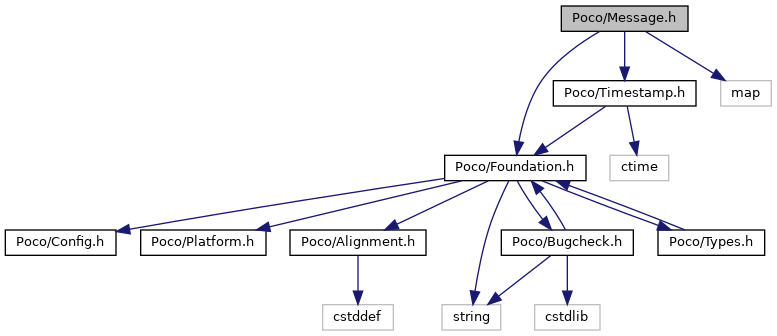 Poco/Message.h
Poco/Timestamp.h
map
Poco/Foundation.h
ctime
Poco/Config.h
Poco/Platform.h
Poco/Alignment.h
Poco/Bugcheck.h
Poco/Types.h
cstddef
string
cstdlib